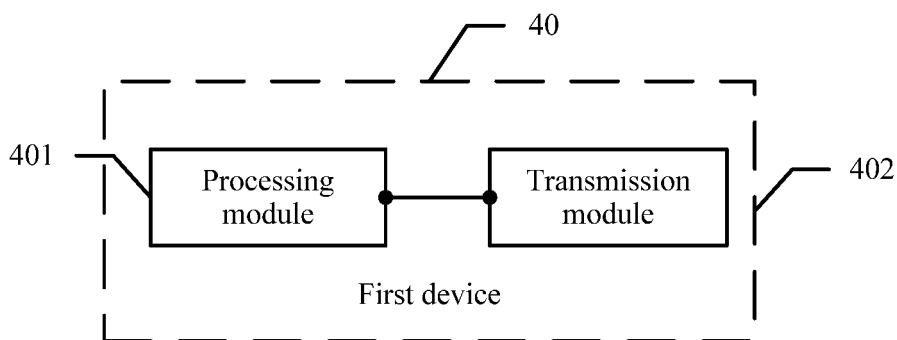 40
401
Processing
module
Transmission
module
402
First device